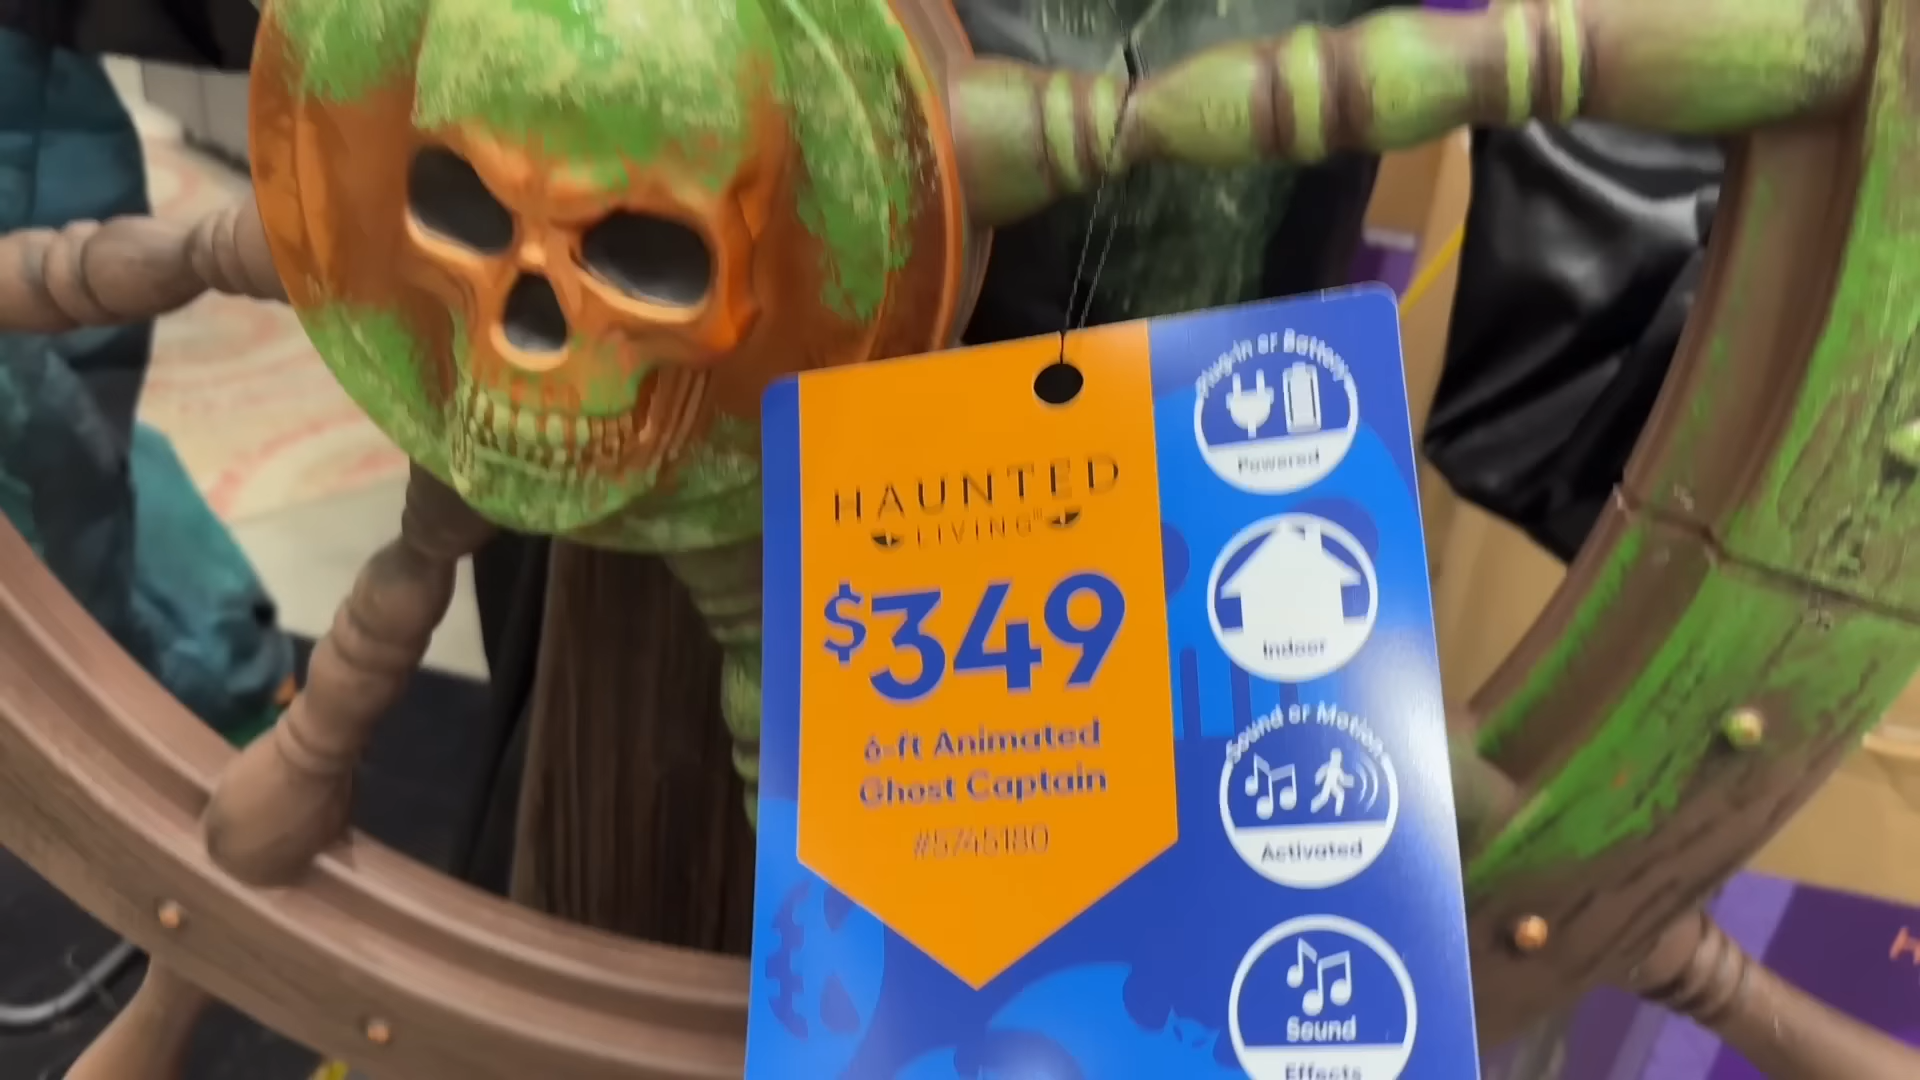 HAUNTED
LIVING
$349
6-ft Animated
Ghost Captain
#5745180
Plug-in or Battery
Powered
Indoor
Sound or Motion
Activated
Sound
Effects